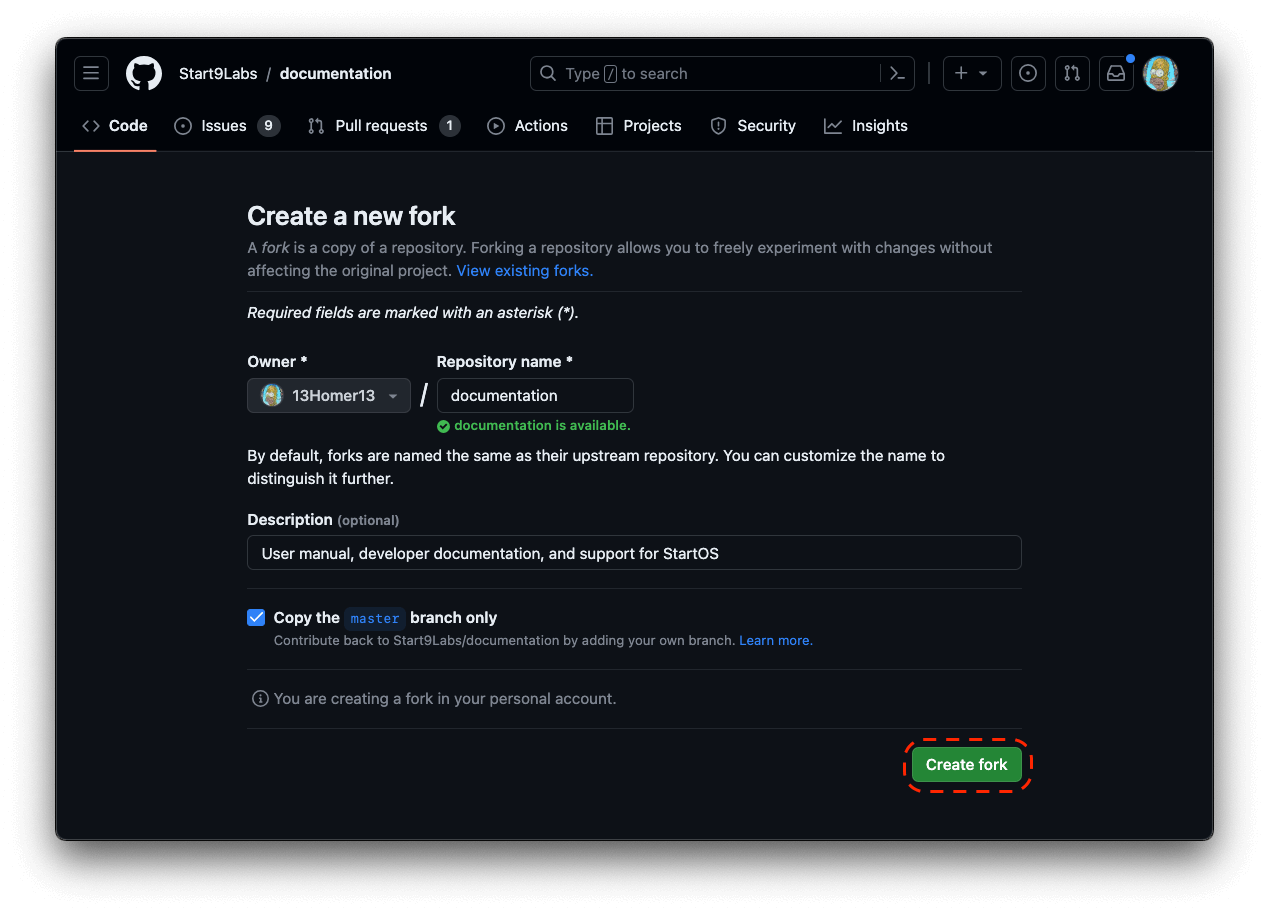 Start9Labs / documentation
Type / to search
Code Issues 9 Pull requests 1 Actions Projects Security Insights
Create a new fork
A fork is a copy of a repository. Forking a repository allows you to freely experiment with changes without
affecting the original project. View existing forks.
Required fields are marked with an asterisk (*).
Owner * Repository name *
13Homer13 / documentation
documentation is available.
By default, forks are named the same as their upstream repository. You can customize the name to
distinguish it further.
Description (optional)
User manual, developer documentation, and support for StartOS
Copy the master branch only
Contribute back to Start9Labs/documentation by adding your own branch. Learn more.
You are creating a fork in your personal account.
Create fork